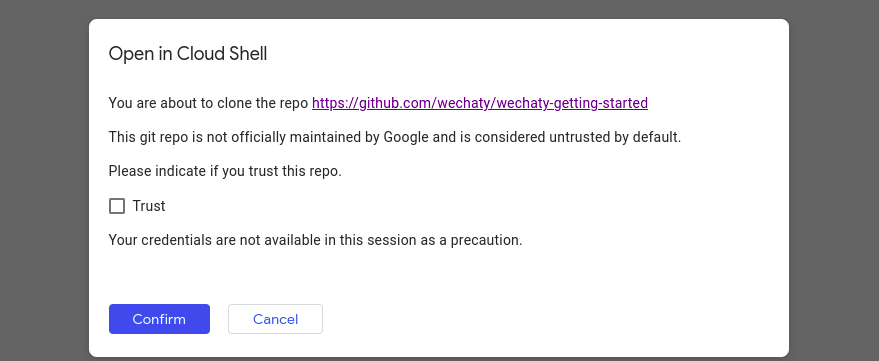 Open in Cloud Shell
You are about to clone the repo https://github.com/wechaty/wechaty-getting-started
This git repo is not officially maintained by Google and is considered untrusted by default.
Please indicate if you trust this repo.
Trust
Your credentials are not available in this session as a precaution.
Confirm Cancel